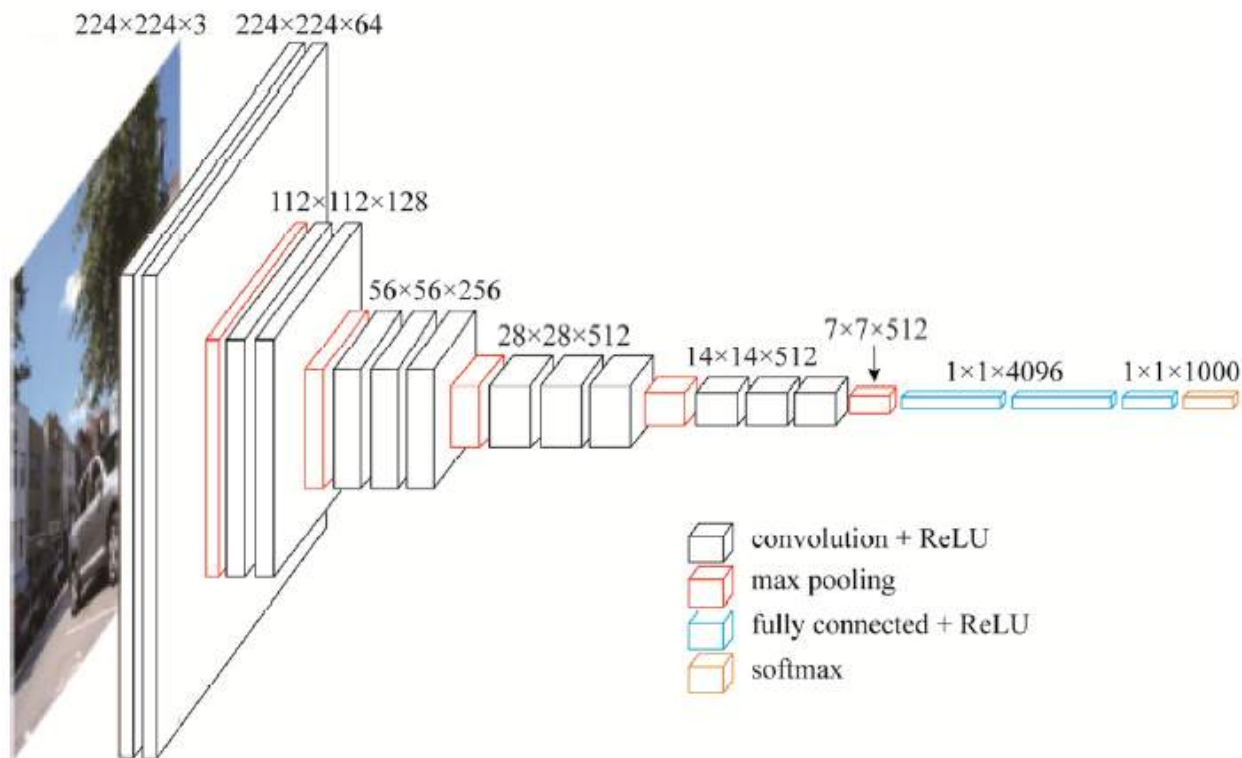 224×224×3
224×224×64
112×112×128
56×56×256
28×28×512
14×14×512
7×7×512
1×1×4096
1×1×1000
convolution + ReLU
max pooling
fully connected + ReLU
softmax